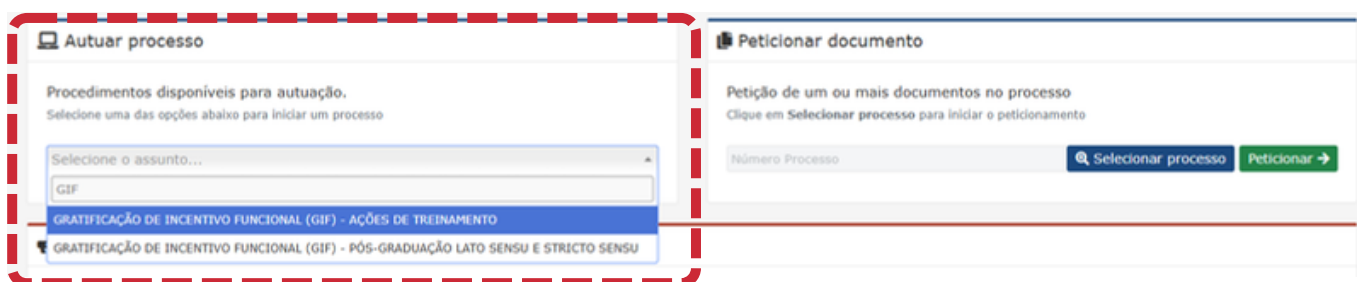 Autuar processo
Procedimentos disponíveis para autuação.
Selecione uma das opções abaixo para iniciar um processo
Selecione o assunto...
GIF
GRATIFICAÇÃO DE INCENTIVO FUNCIONAL (GIF) - AÇÕES DE TREINAMENTO
GRATIFICAÇÃO DE INCENTIVO FUNCIONAL (GIF) - PÓS-GRADUAÇÃO LATO SENSU E STRICTO SENSU
Peticionar documento
Petição de um ou mais documentos no processo
Clique em Selecionar processo para iniciar o peticionamento
Número Processo
Selecionar processo
Peticionar